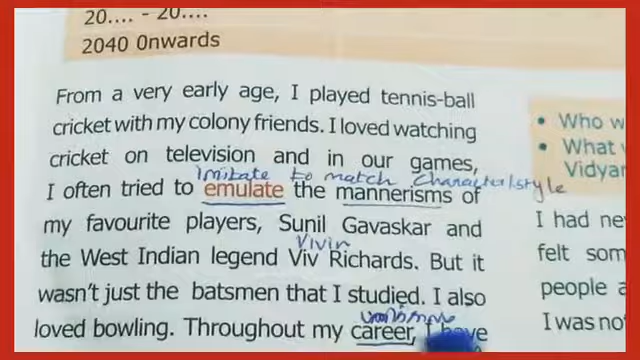 20.... - 20....
2040 0nwards
From a very early age, I played tennis-ball
cricket with my colony friends. I loved watching
cricket on television and in our games,
Imitate to match Character/style
I often tried to emulate the mannerisms of
my favourite players, Sunil Gavaskar and
Vivin
the West Indian legend Viv Richards. But it
wasn't just the batsmen that I studied. I also
loved bowling. Throughout my career, I have
• Who w
• What
Vidyar
I had ne
felt som
people a
I was no